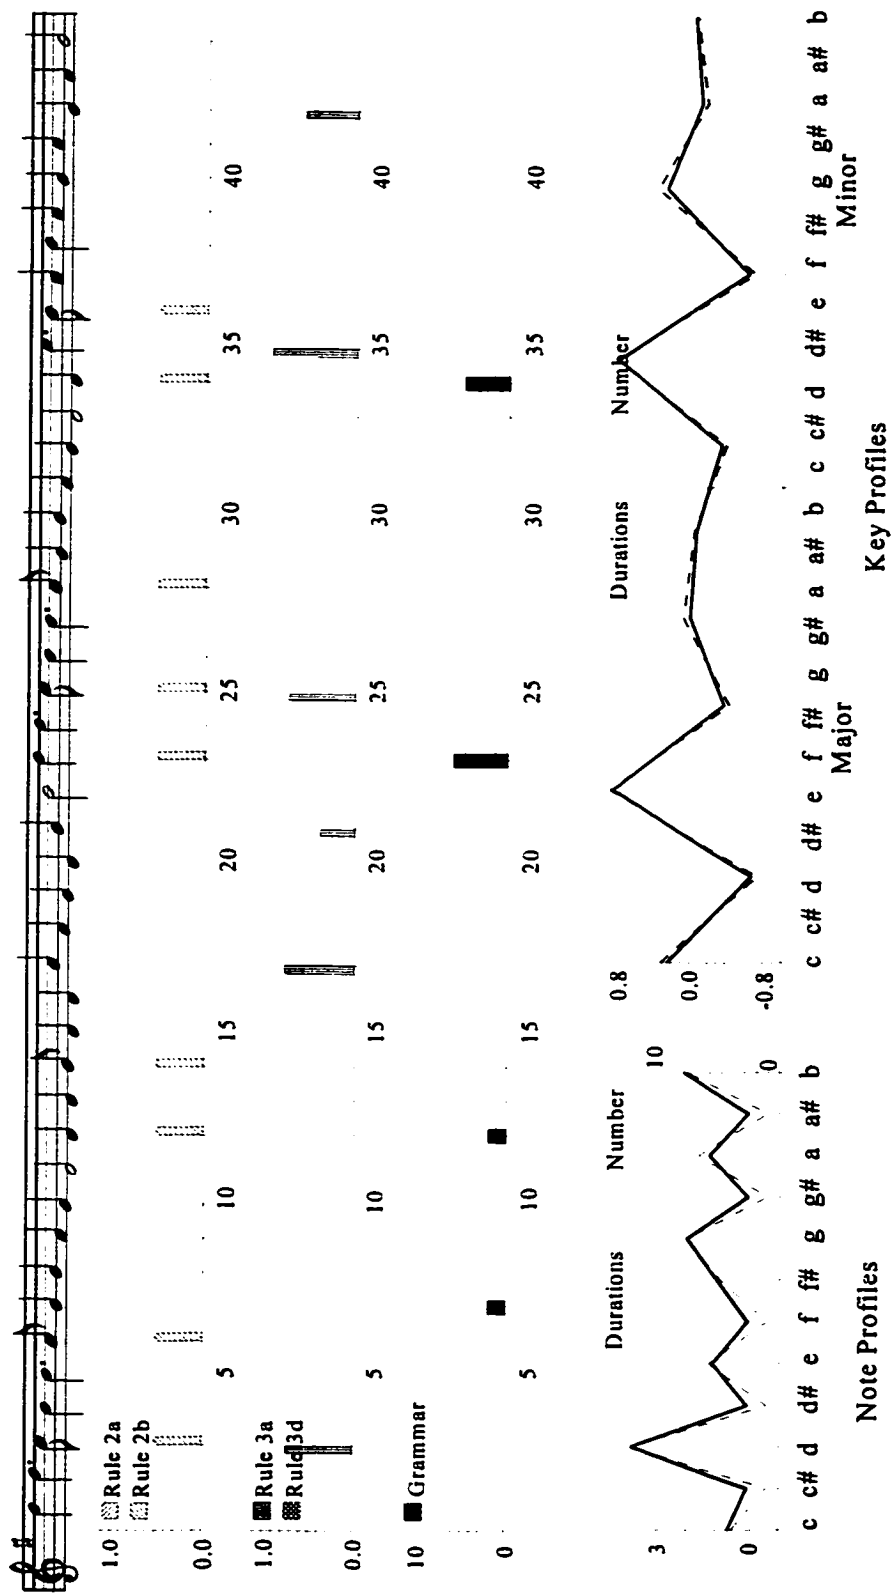 1.0 Rule 2a
Rule 2b
0.0
5 10 15 20 25 30 35 40
1.0 Rule 3a
Rule 3d
0.0
5 10 15 20 25 30 35 40
10 Grammar
0
5 10 15 20 25 30 35 40
Durations Number
3 10
0 0
c c# d d# e f f# g g# a a# b
Note Profiles
Durations Number
0.8
0.0
-0.8
c c# d d# e f f# g g# a a# b c c# d d# e f f# g g# a a# b
Major Minor
Key Profiles